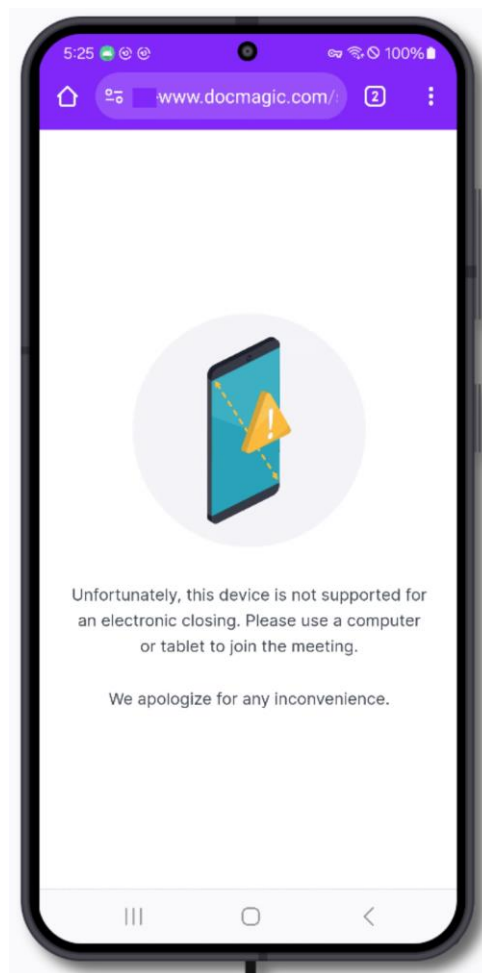 5:25 100%
www.docmagic.com/
2
Unfortunately, this device is not supported for
an electronic closing. Please use a computer
or tablet to join the meeting.
We apologize for any inconvenience.